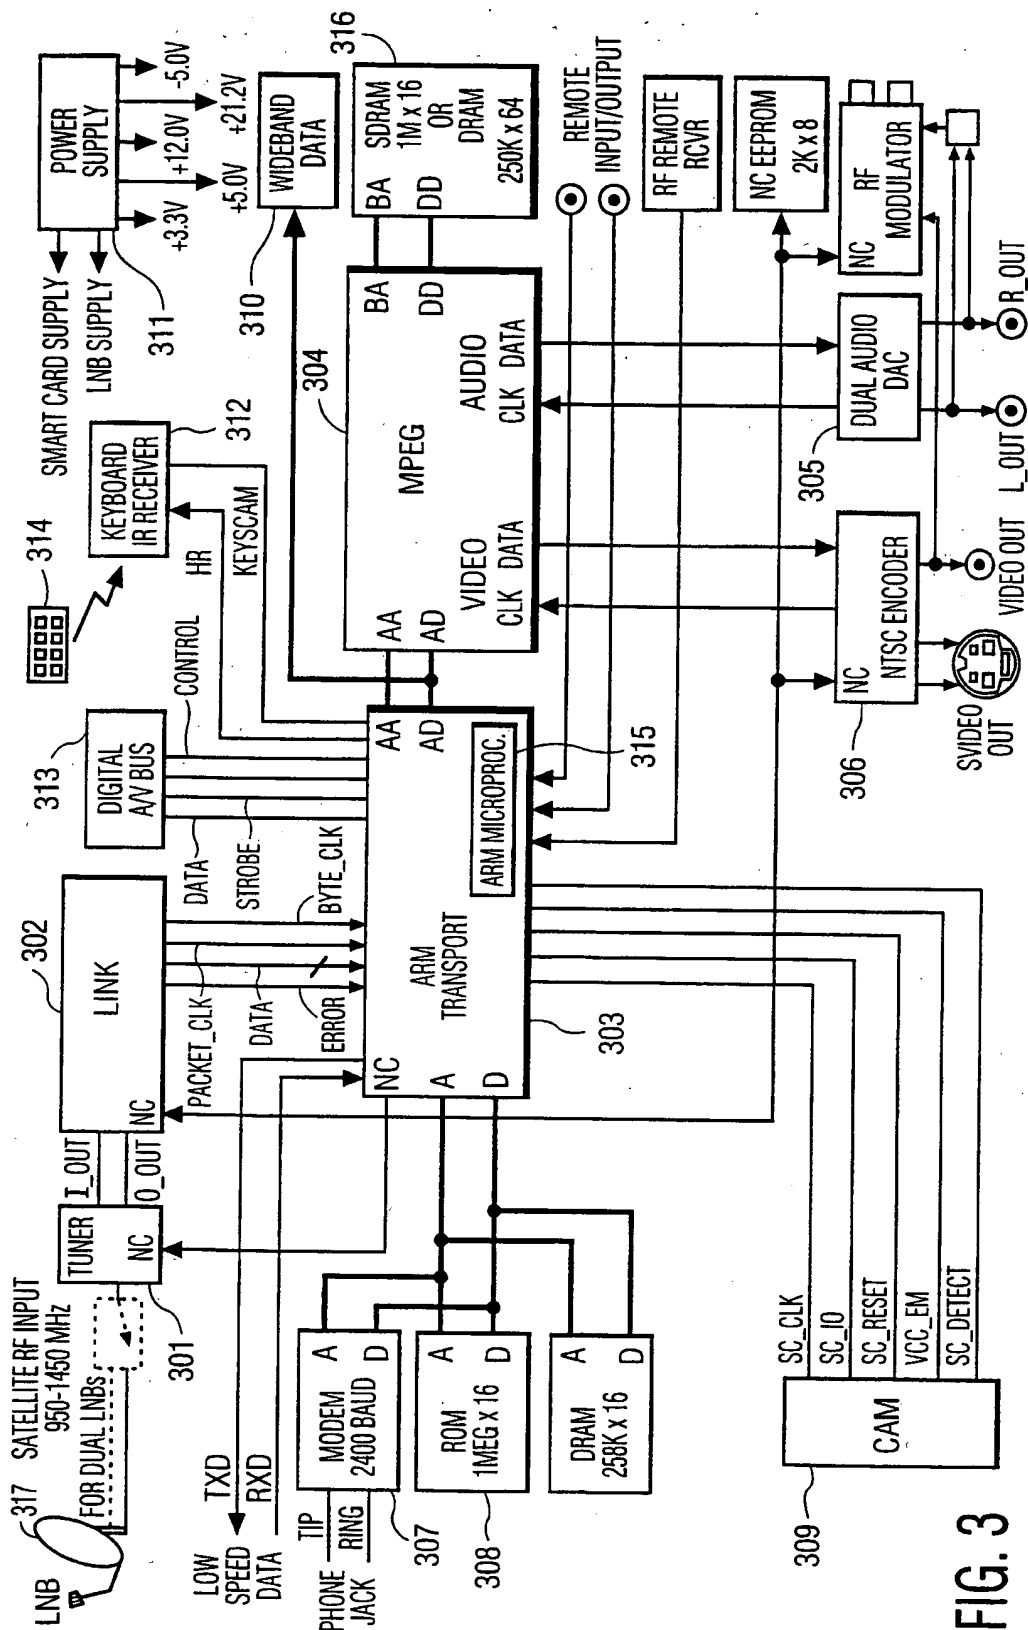 LNB
317
SATELLITE RF INPUT
950-1450 MHz
FOR DUAL LNBs
301
TUNER
NC
I_OUT
O_OUT
302
LINK
NC
PACKET_CLK
DATA
ERROR
BYTE_CLK
313
DIGITAL
A/V BUS
DATA
STROBE
CONTROL
314
KEYBOARD
IR RECEIVER
312
HR
KEYSCAM
SMART CARD SUPPLY
LNB SUPPLY
311
POWER
SUPPLY
+3.3V
+5.0V
+12.0V
+21.2V
-5.0V
310
WIDEBAND
DATA
LOW
SPEED
DATA
TXD
RXD
NC
A
D
ARM
TRANSPORT
303
AA
AD
ARM MICROPROC.
315
304
AA
AD
MPEG
BA
DD
VIDEO
CLK DATA
AUDIO
CLK DATA
BA
DD
SDRAM
1M x 16
OR
DRAM
250K x 64
316
PHONE
JACK
TIP
RING
MODEM
2400 BAUD
A
D
307
ROM
1MEG x 16
A
D
308
DRAM
258K x 16
A
D
REMOTE
INPUT/OUTPUT
RF REMOTE
RCVR
NC EEPROM
2K x 8
NC
RF
MODULATOR
DUAL AUDIO
DAC
305
NC
NTSC ENCODER
306
SVIDEO
OUT
VIDEO OUT
L_OUT
R_OUT
CAM
309
SC_CLK
SC_IO
SC_RESET
VCC_EM
SC_DETECT
FIG. 3